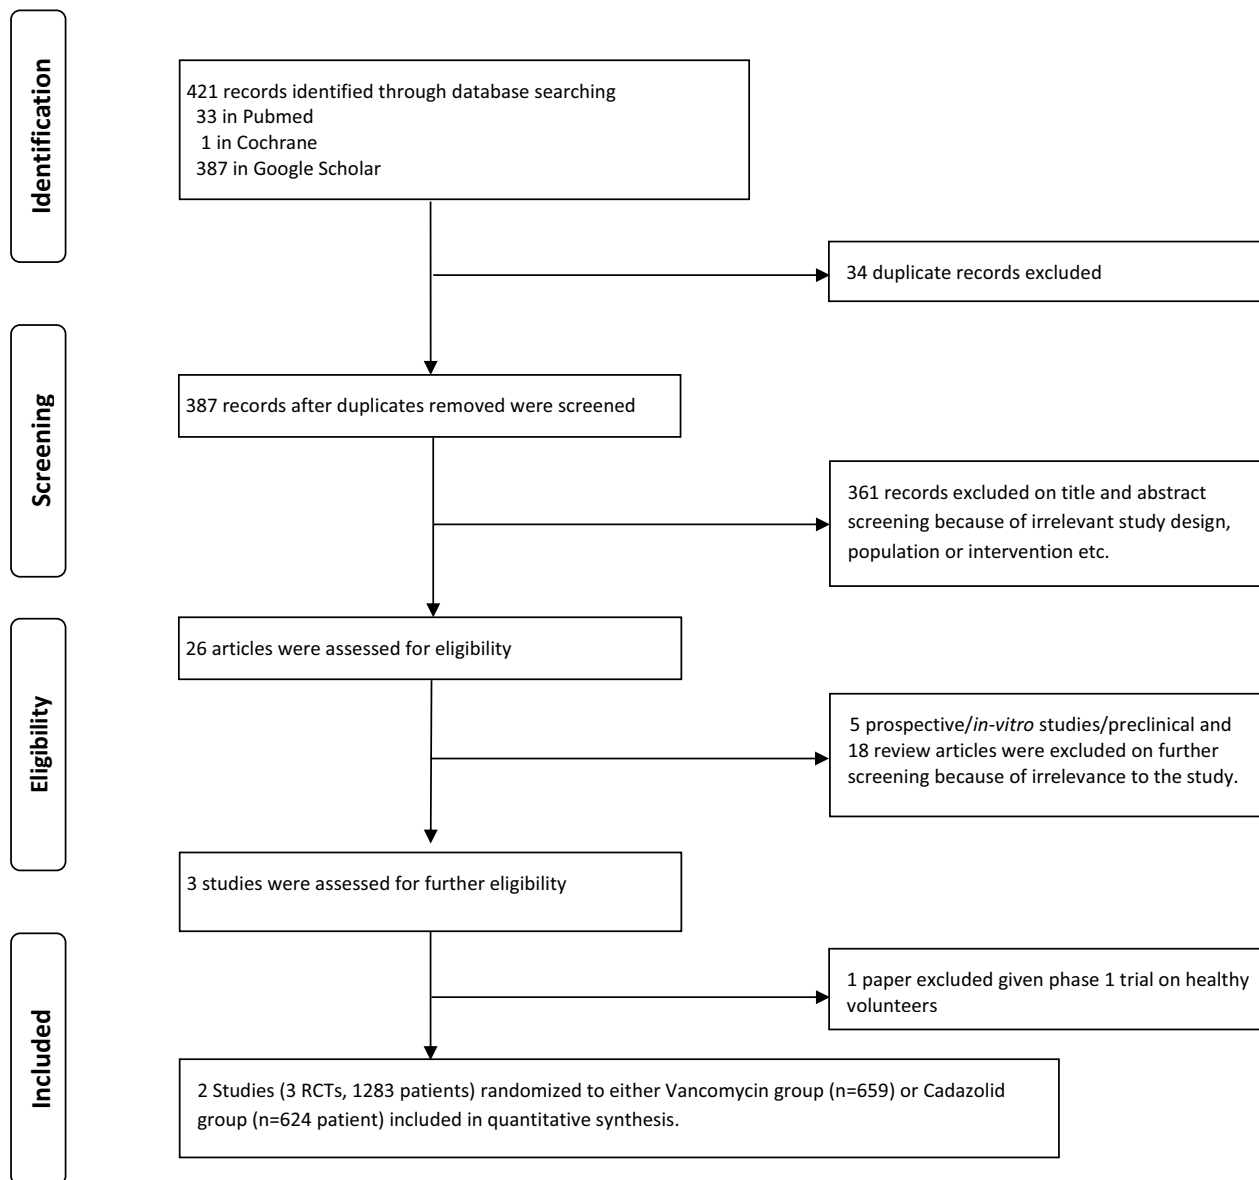 Identification
421 records identified through database searching
33 in Pubmed
1 in Cochrane
387 in Google Scholar
34 duplicate records excluded
Screening
387 records after duplicates removed were screened
361 records excluded on title and abstract
screening because of irrelevant study design,
population or intervention etc.
Eligibility
26 articles were assessed for eligibility
5 prospective/in-vitro studies/preclinical and
18 review articles were excluded on further
screening because of irrelevance to the study.
3 studies were assessed for further eligibility
Included
1 paper excluded given phase 1 trial on healthy
volunteers
2 Studies (3 RCTs, 1283 patients) randomized to either Vancomycin group (n=659) or Cadazolid
group (n=624 patient) included in quantitative synthesis.